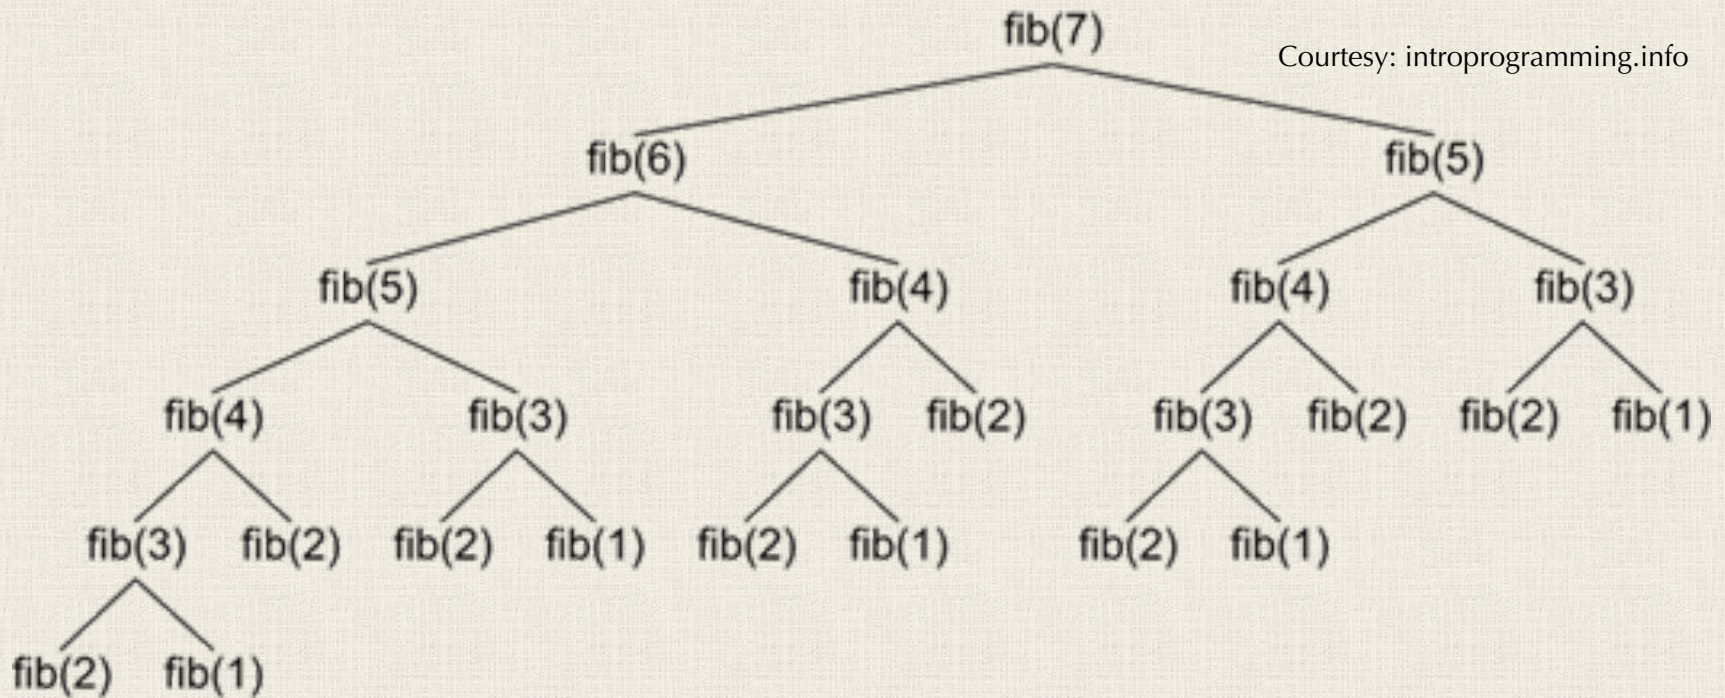 fib(7)
Courtesy: introprogramming.info
fib(6) fib(5)
fib(5) fib(4) fib(4) fib(3)
fib(4) fib(3) fib(3) fib(2) fib(3) fib(2) fib(2) fib(1)
fib(3) fib(2) fib(2) fib(1) fib(2) fib(1) fib(2) fib(1)
fib(2) fib(1)